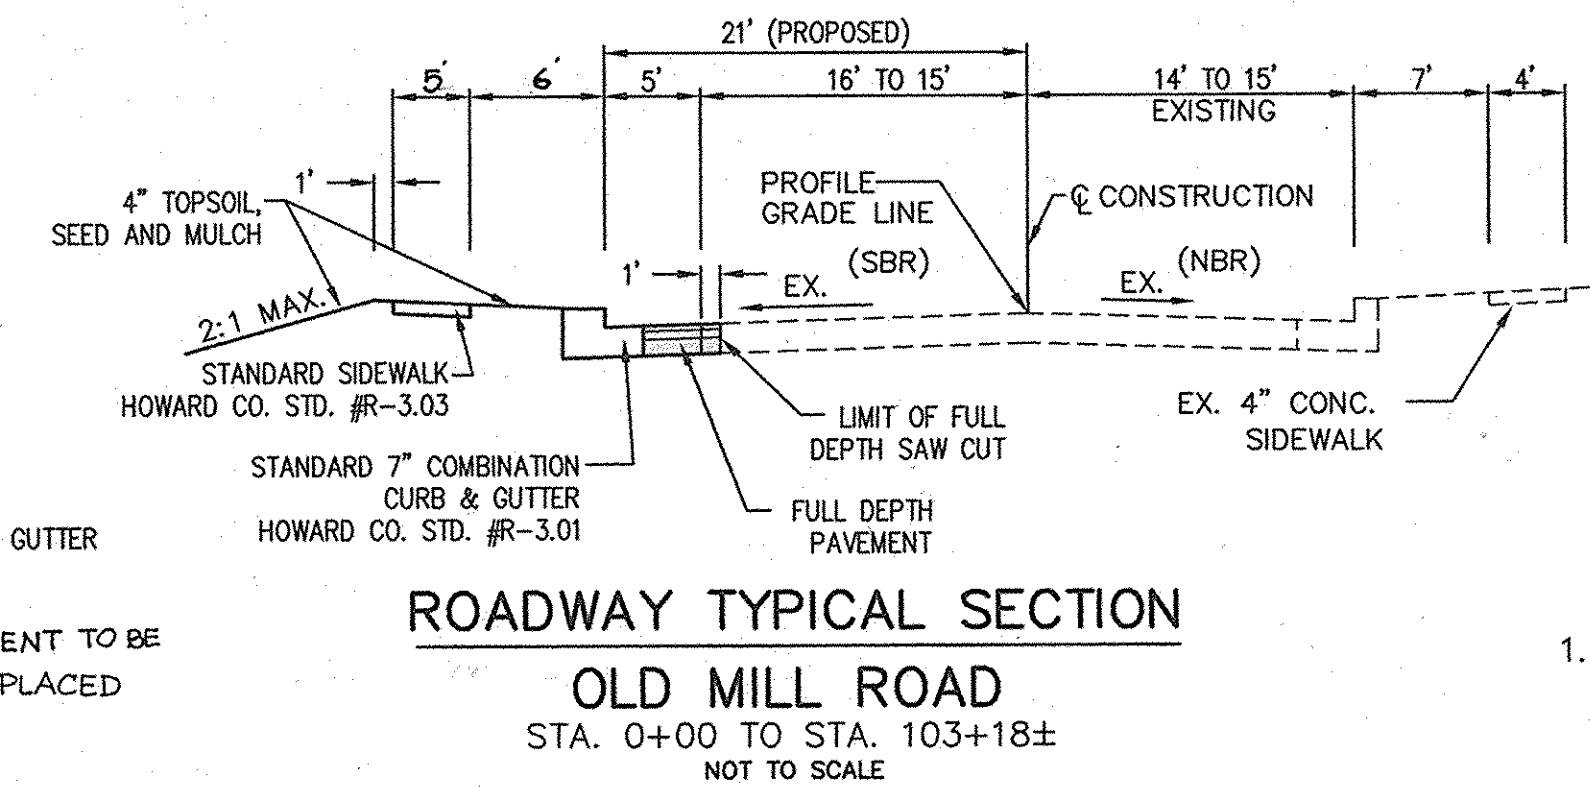 21' (PROPOSED)
5' 6' 5' 16' TO 15' 14' TO 15' 7' 4'
EXISTING
1'
4" TOPSOIL,
SEED AND MULCH
PROFILE
GRADE LINE
℄ CONSTRUCTION
(SBR) (NBR)
1'
EX. EX.
2:1 MAX.
STANDARD SIDEWALK
HOWARD CO. STD. #R-3.03
LIMIT OF FULL
DEPTH SAW CUT
EX. 4" CONC.
SIDEWALK
STANDARD 7" COMBINATION
CURB & GUTTER
HOWARD CO. STD. #R-3.01
FULL DEPTH
PAVEMENT
GUTTER
ENT TO BE
PLACED
ROADWAY TYPICAL SECTION
OLD MILL ROAD
STA. 0+00 TO STA. 103+18±
NOT TO SCALE
1.